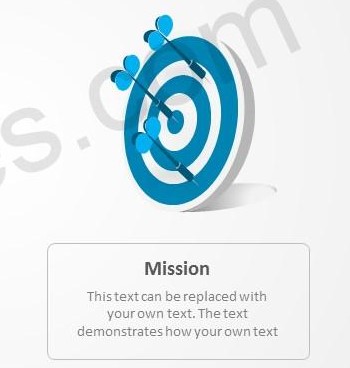 es.com
Mission
This text can be replaced with
your own text. The text
demonstrates how your own text